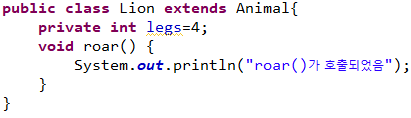 public class Lion extends Animal{
    private int legs=4;
    void roar() {
        System.out.println("roar()가 호출되었음");
    }
}